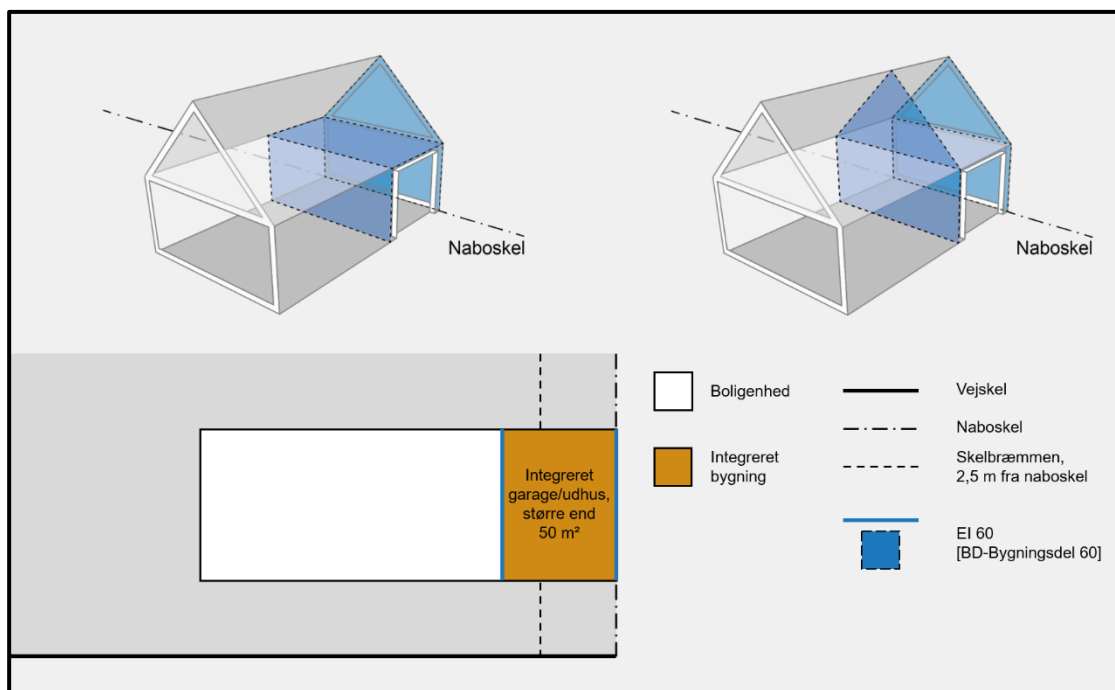 Naboskel
Naboskel
Integreret
garage/udhus,
større end
50 m²
Boligenhed
Integreret
bygning
Vejskel
Naboskel
Skelbræmmen,
2,5 m fra naboskel
EI 60
[BD-Bygningsdel 60]